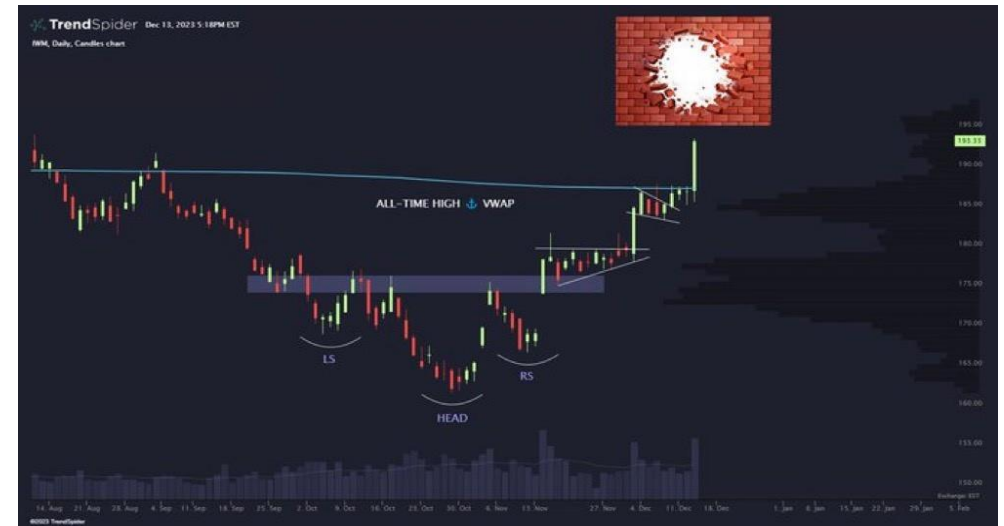 TrendSpider Dec 13, 2023 5:18PM EST
IWM, Daily, Candles chart
195.00
193.33
190.00
ALL-TIME HIGH ⚓ VWAP
185.00
180.00
175.00
170.00
LS
165.00
RS
160.00
HEAD
155.00
150.00
Exchange: EDT
14. Aug 21. Aug 28. Aug 4. Sep 11. Sep 18. Sep 25. Sep 2. Oct 9. Oct 16. Oct 23. Oct 30. Oct 6. Nov 13. Nov 27. Nov 4. Dec 11. Dec 18. Dec 1. Jan 8. Jan 15. Jan 22. Jan 29. Jan 5. Feb
©2023 TrendSpider